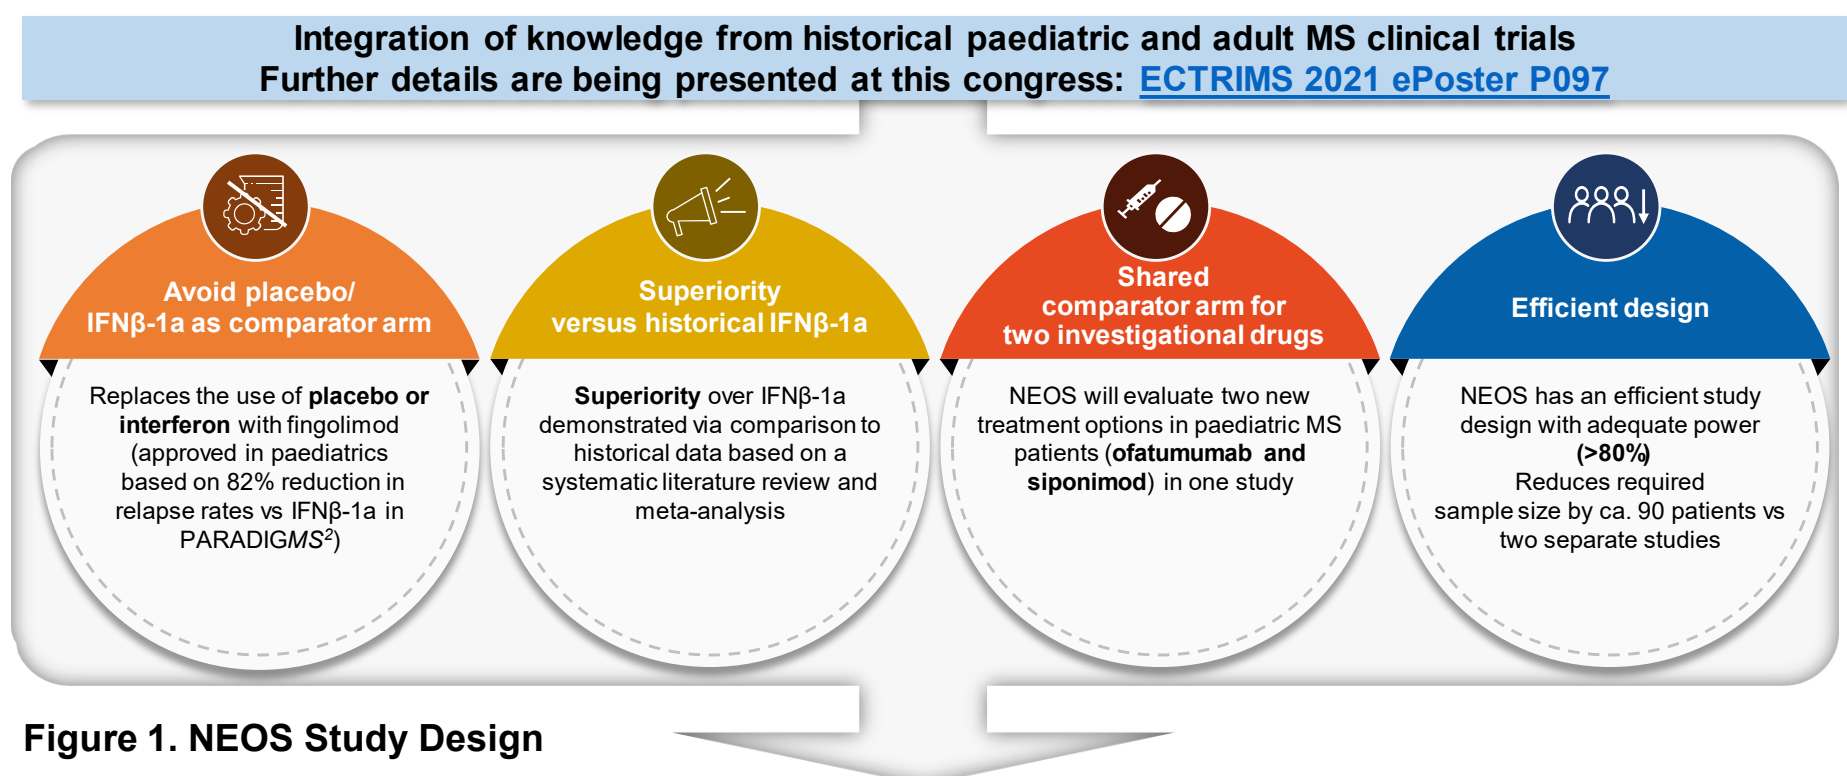 Integration of knowledge from historical paediatric and adult MS clinical trials
Further details are being presented at this congress: ECTRIMS 2021 ePoster P097
Avoid placebo/
IFNβ-1a as comparator arm
Replaces the use of placebo or
interferon with fingolimod
(approved in paediatrics
based on 82% reduction in
relapse rates vs IFNβ-1a in
PARADIGMS²)
Superiority
versus historical IFNβ-1a
Superiority over IFNβ-1a
demonstrated via comparison to
historical data based on a
systematic literature review and
meta-analysis
Shared
comparator arm for
two investigational drugs
NEOS will evaluate two new
treatment options in paediatric MS
patients (ofatumumab and
siponimod) in one study
Efficient design
NEOS has an efficient study
design with adequate power
(>80%)
Reduces required
sample size by ca. 90 patients vs
two separate studies
Figure 1. NEOS Study Design